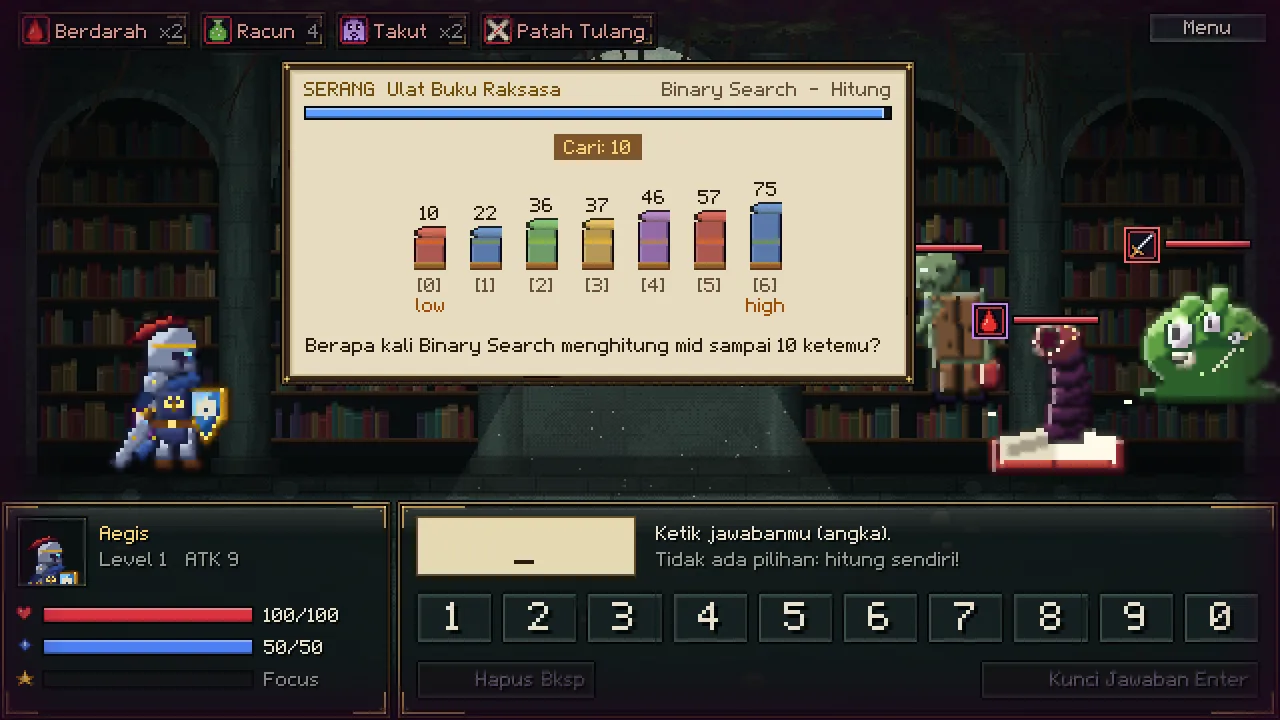 Berdarah x2 Racun 4 Takut x2 Patah Tulang Menu
SERANG Ulat Buku Raksasa Binary Search - Hitung
Cari: 10
10 22 36 37 46 57 75
[0] [1] [2] [3] [4] [5] [6]
low high
Berapa kali Binary Search menghitung mid sampai 10 ketemu?
Aegis
Level 1 ATK 9
100/100
50/50
Focus
_
Ketik jawabanmu (angka).
Tidak ada pilihan: hitung sendiri!
1 2 3 4 5 6 7 8 9 0
Hapus Bksp Kunci Jawaban Enter